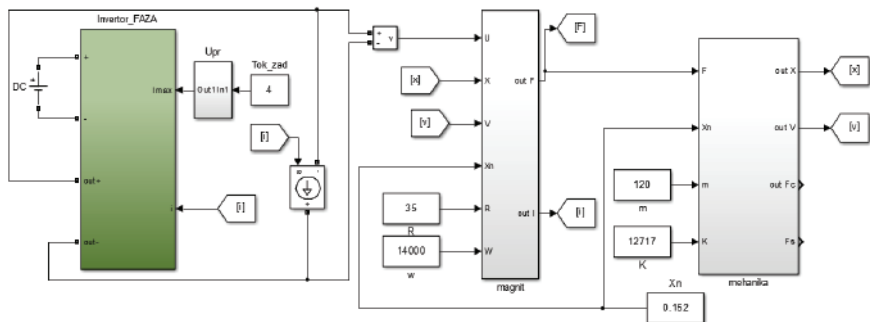 Invertor_FAZA
DC
+
-
out+
out-
Imax
i
Upr
Out1 In1
Tok_zad
4
[i]
[i]
+
-
v
[x]
[v]
U
X
V
Xn
R
W
out F
out I
magnit
35
R
14000
w
[F]
[i]
F
Xn
m
K
out X
out V
out Fc
Fs
mehanika
120
m
12717
K
Xn
0.152
[x]
[v]